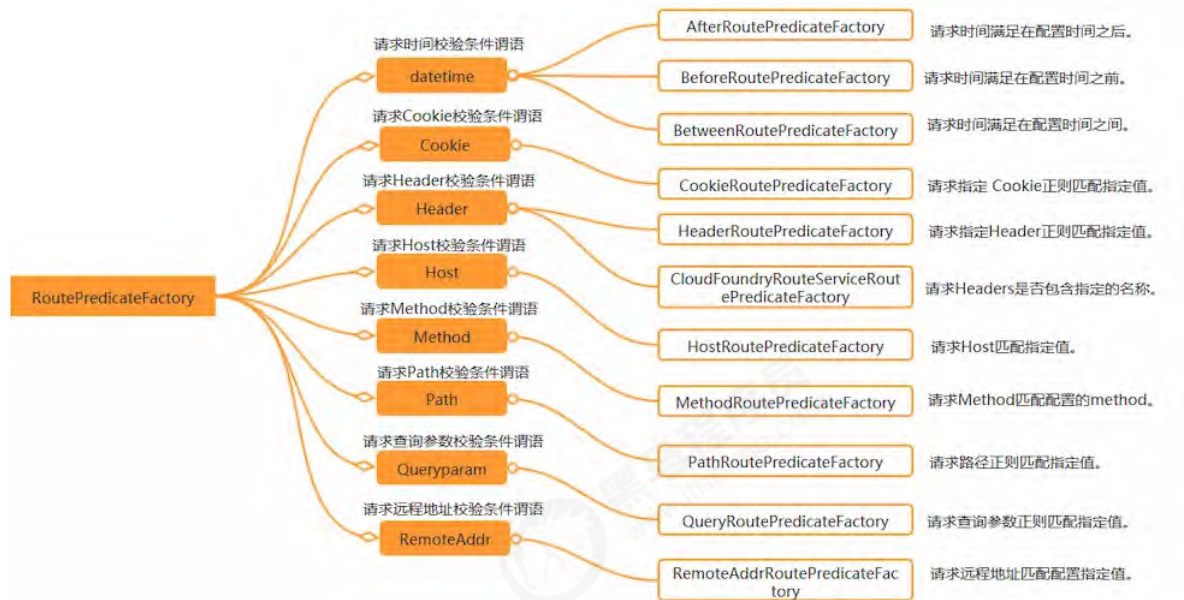 RoutePredicateFactory
请求时间校验条件谓语
datetime
AfterRoutePredicateFactory
请求时间满足在配置时间之后。
BeforeRoutePredicateFactory
请求时间满足在配置时间之前。
BetweenRoutePredicateFactory
请求时间满足在配置时间之间。
请求Cookie校验条件谓语
Cookie
CookieRoutePredicateFactory
请求指定 Cookie正则匹配指定值。
请求Header校验条件谓语
Header
HeaderRoutePredicateFactory
请求指定Header正则匹配指定值。
CloudFoundryRouteServiceRout
ePredicateFactory
请求Headers是否包含指定的名称。
请求Host校验条件谓语
Host
HostRoutePredicateFactory
请求Host匹配指定值。
请求Method校验条件谓语
Method
MethodRoutePredicateFactory
请求Method匹配配置的method。
请求Path校验条件谓语
Path
PathRoutePredicateFactory
请求路径正则匹配指定值。
请求查询参数校验条件谓语
Queryparam
QueryRoutePredicateFactory
请求查询参数正则匹配指定值。
请求远程地址校验条件谓语
RemoteAddr
RemoteAddrRoutePredicateFac
tory
请求远程地址匹配配置指定值。